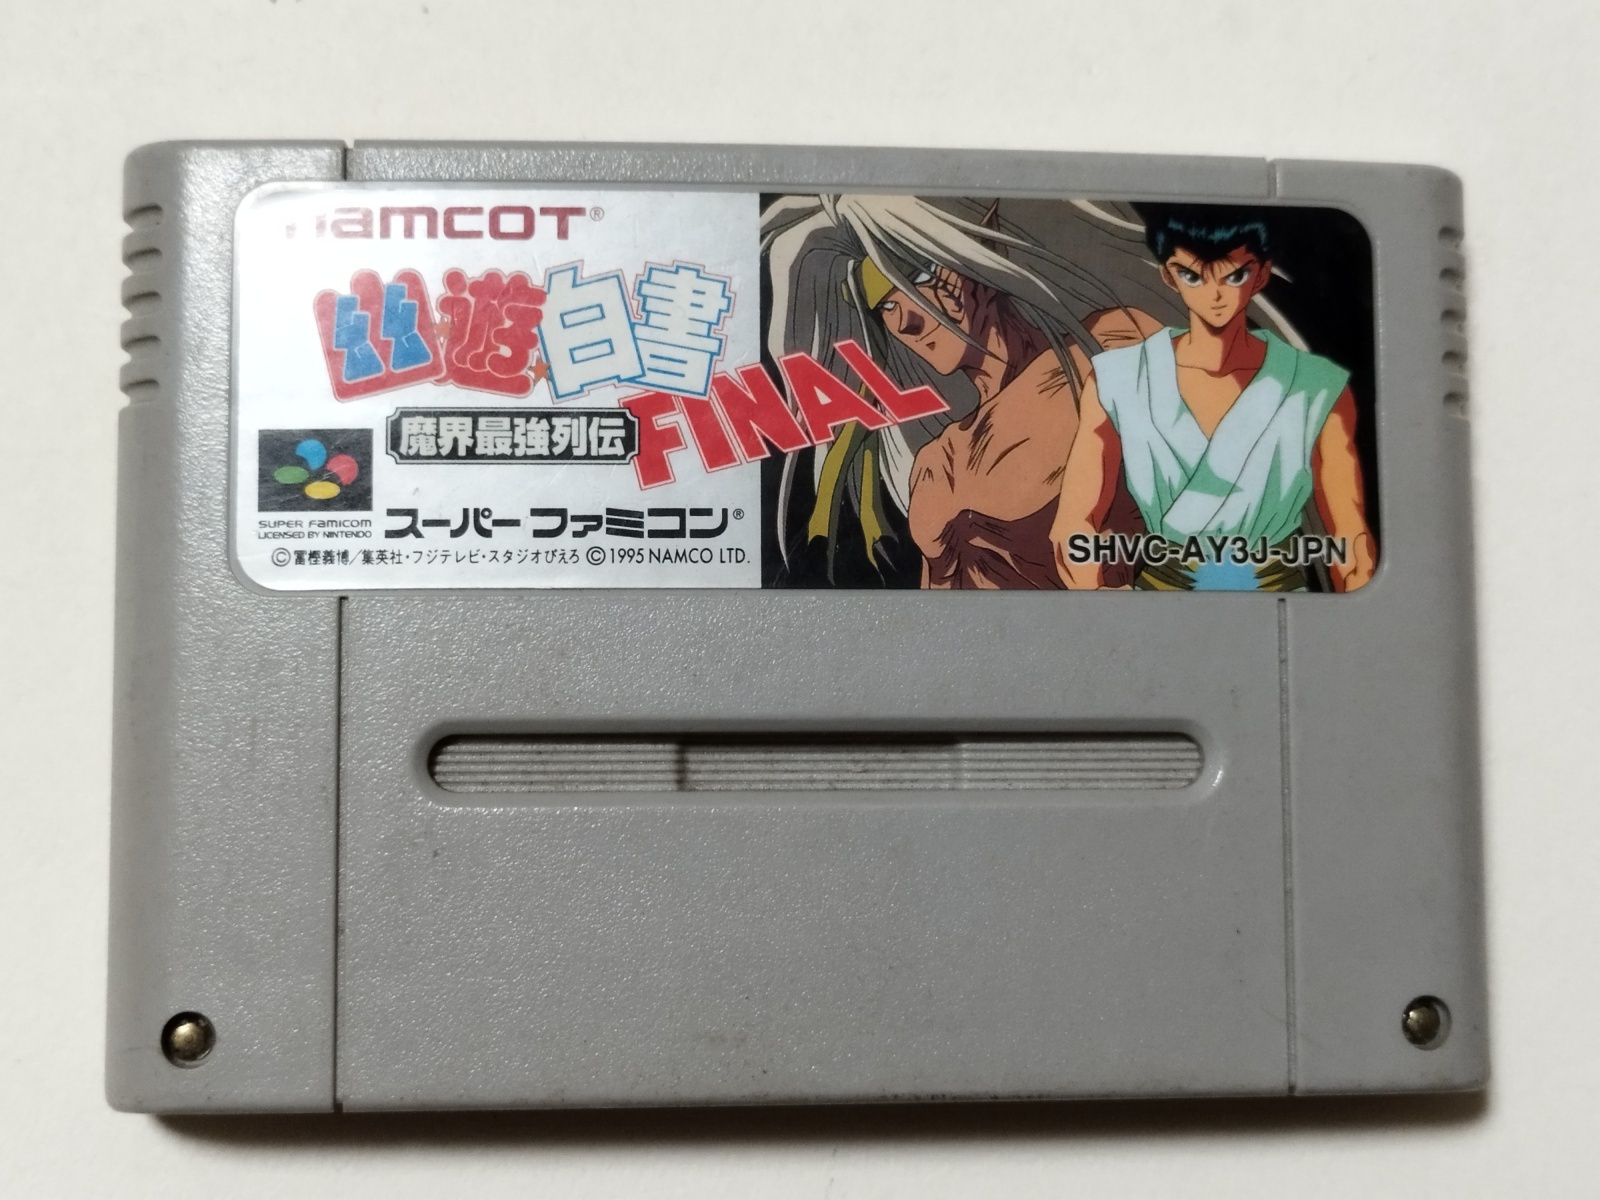 namcot®
幽遊白書
FINAL
魔界最強列伝
SUPER FAMICOM
LICENSED BY NINTENDO
スーパーファミコン®
©冨樫義博/集英社・フジテレビ・スタジオぴえろ ©1995 NAMCO LTD.
SHVC-AY3J-JPN